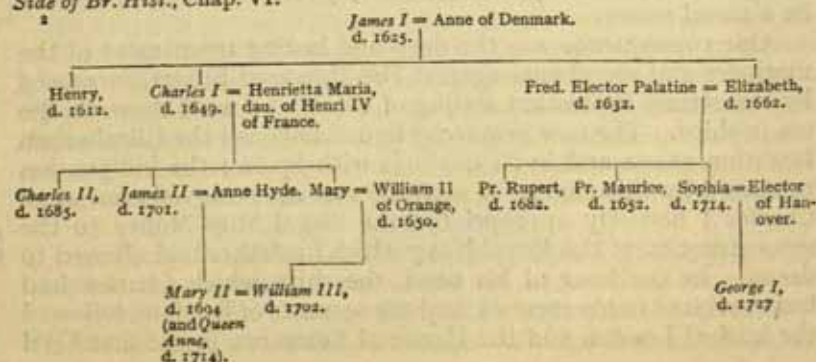 Side of Br. Hist., Chap. VI.
2
James I = Anne of Denmark.
d. 1625.
Henry,
d. 1612.
Charles I = Henrietta Maria,
d. 1649. dau. of Henri IV
of France.
Fred. Elector Palatine = Elizabeth,
d. 1632. d. 1662.
Charles II,
d. 1685.
James II = Anne Hyde.
d. 1701.
Mary = William II
of Orange,
d. 1650.
Pr. Rupert,
d. 1682.
Pr. Maurice,
d. 1652.
Sophia = Elector
d. 1714. of Han-
over.
Mary II = William III,
d. 1694 d. 1702.
(and Queen
Anne,
d. 1714).
George I,
d. 1727